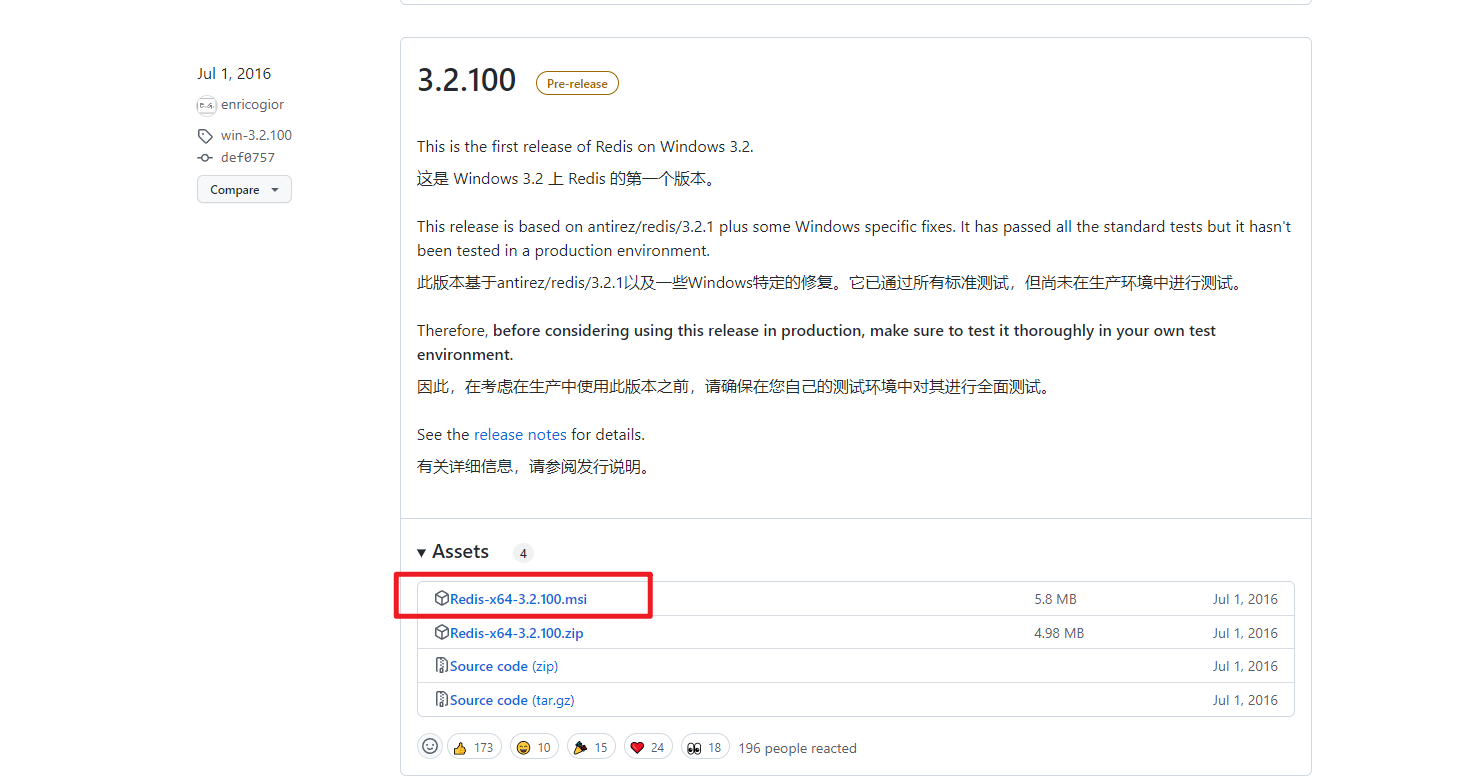 Jul 1, 2016
enricogior
win-3.2.100
def0757
Compare
3.2.100 Pre-release
This is the first release of Redis on Windows 3.2.
这是 Windows 3.2 上 Redis 的第一个版本。
This release is based on antirez/redis/3.2.1 plus some Windows specific fixes. It has passed all the standard tests but it hasn't
been tested in a production environment.
此版本基于antirez/redis/3.2.1以及一些Windows特定的修复。它已通过所有标准测试，但尚未在生产环境中进行测试。
Therefore, before considering using this release in production, make sure to test it thoroughly in your own test
environment.
因此，在考虑在生产中使用此版本之前，请确保在您自己的测试环境中对其进行全面测试。
See the release notes for details.
有关详细信息，请参阅发行说明。
Assets 4
Redis-x64-3.2.100.msi 5.8 MB Jul 1, 2016
Redis-x64-3.2.100.zip 4.98 MB Jul 1, 2016
Source code (zip) Jul 1, 2016
Source code (tar.gz) Jul 1, 2016
173 10 15 24 18 196 people reacted